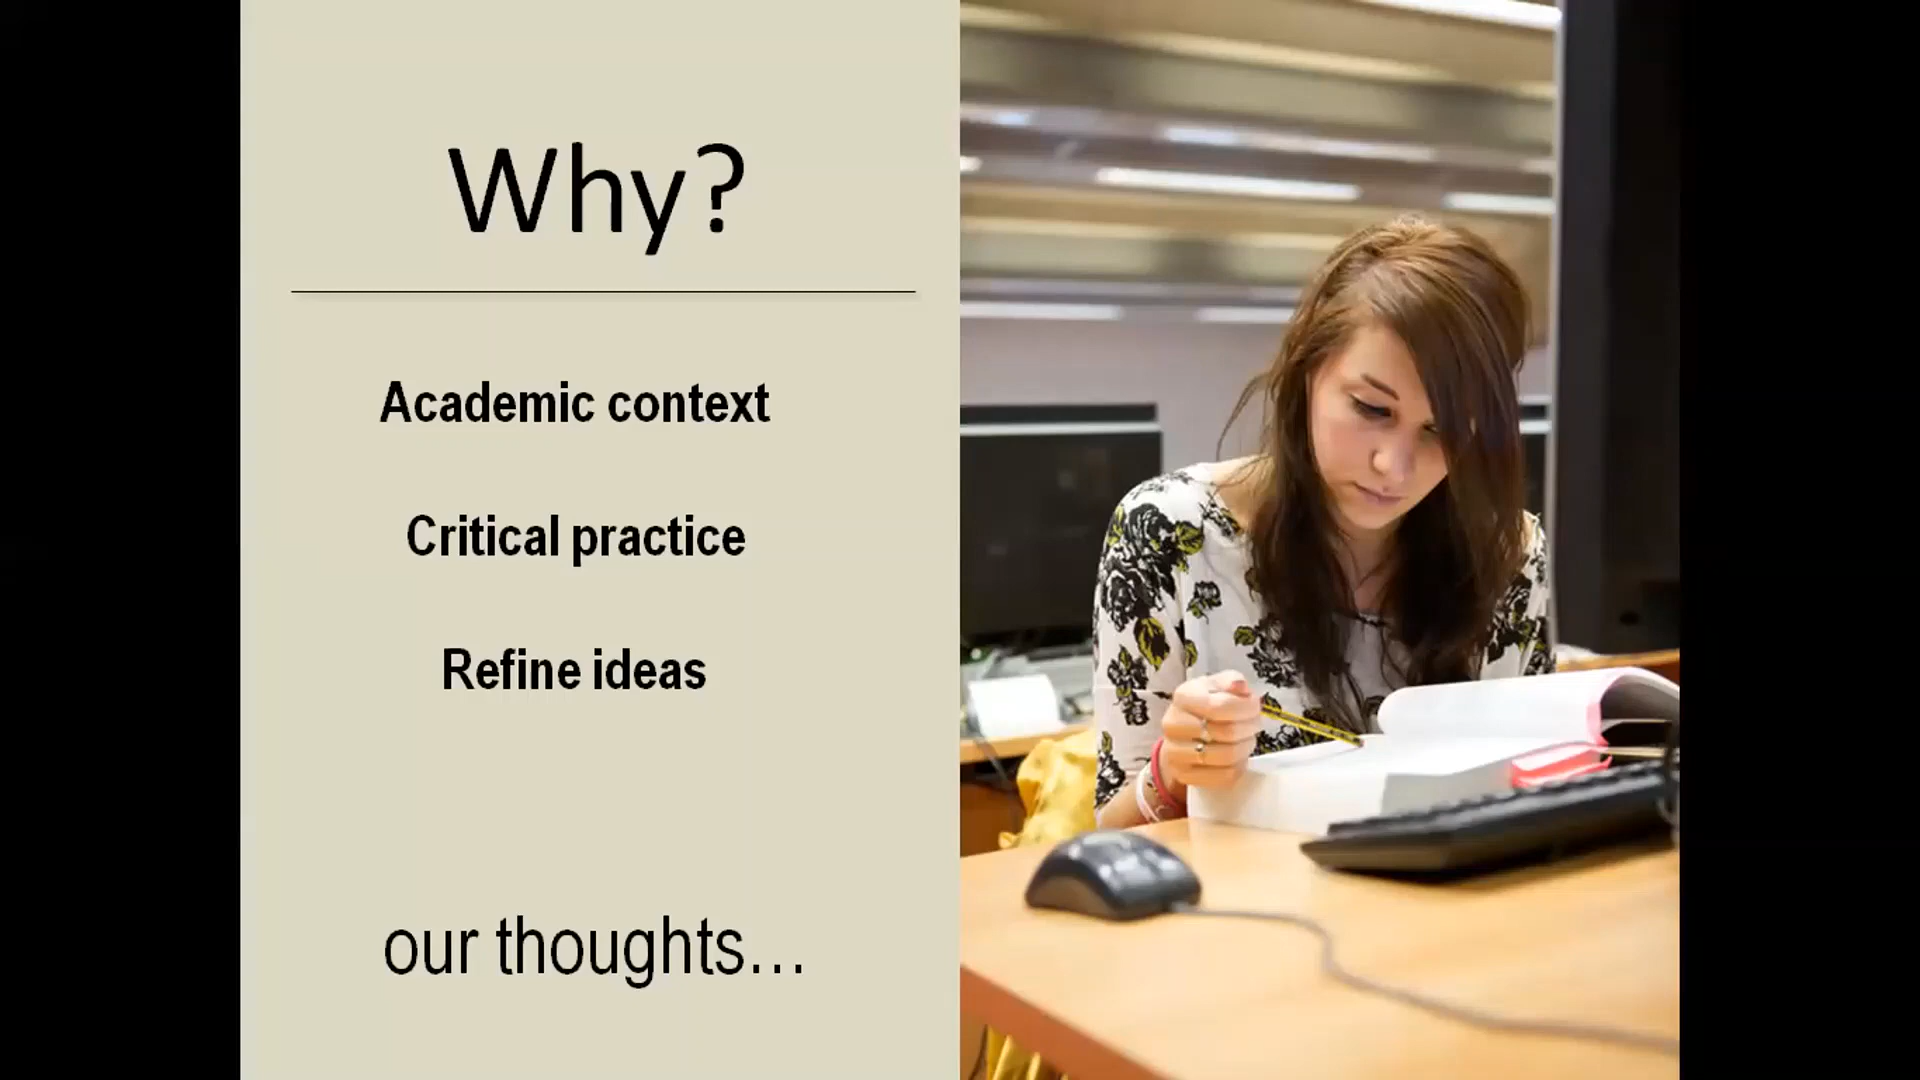 Why?
Academic context
Critical practice
Refine ideas
our thoughts...